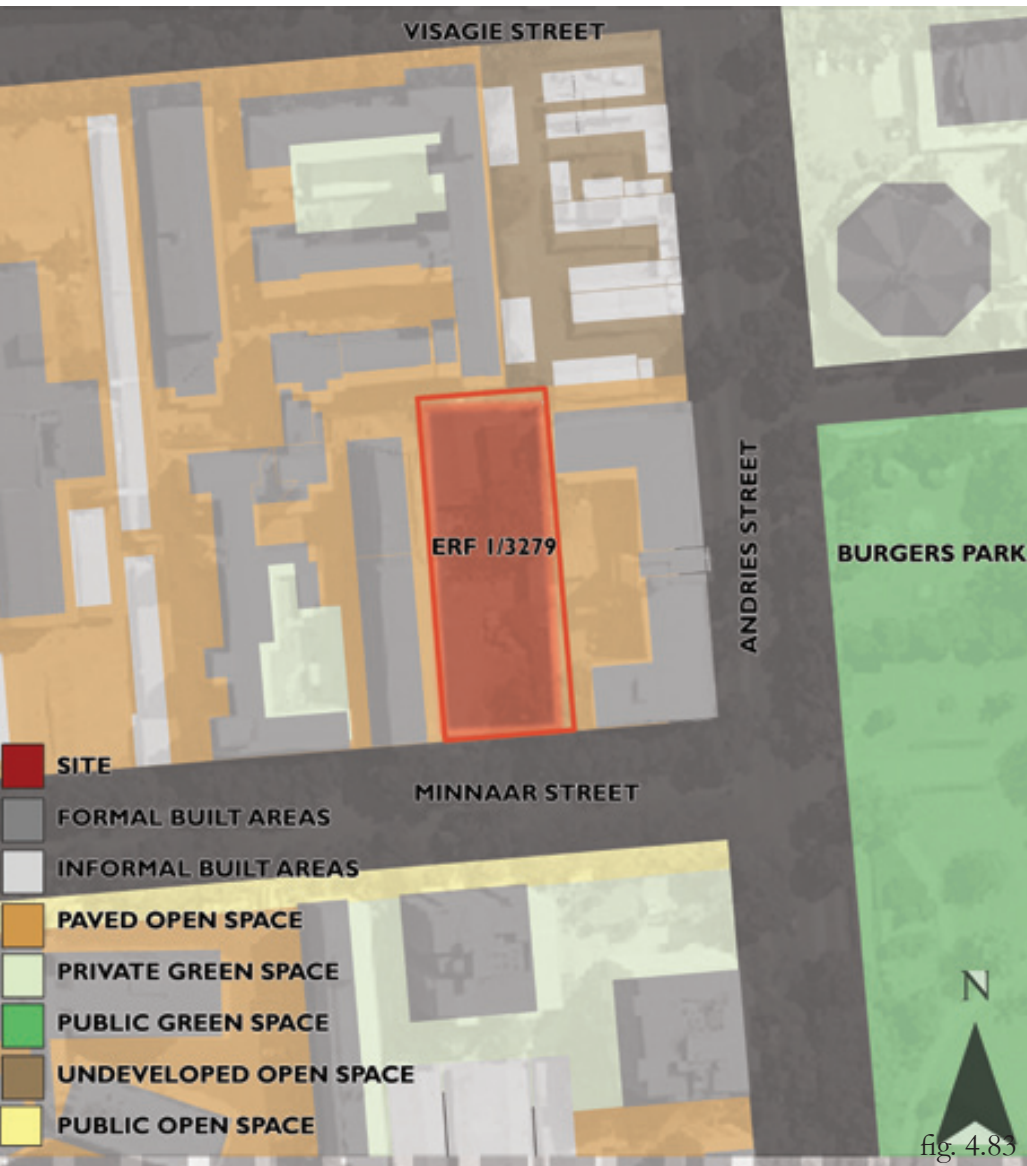 VISAGIE STREET
ERF 1/3279
ANDRIES STREET
BURGERS PARK
MINNAAR STREET
SITE
FORMAL BUILT AREAS
INFORMAL BUILT AREAS
PAVED OPEN SPACE
PRIVATE GREEN SPACE
PUBLIC GREEN SPACE
UNDEVELOPED OPEN SPACE
PUBLIC OPEN SPACE
N
fig. 4.83